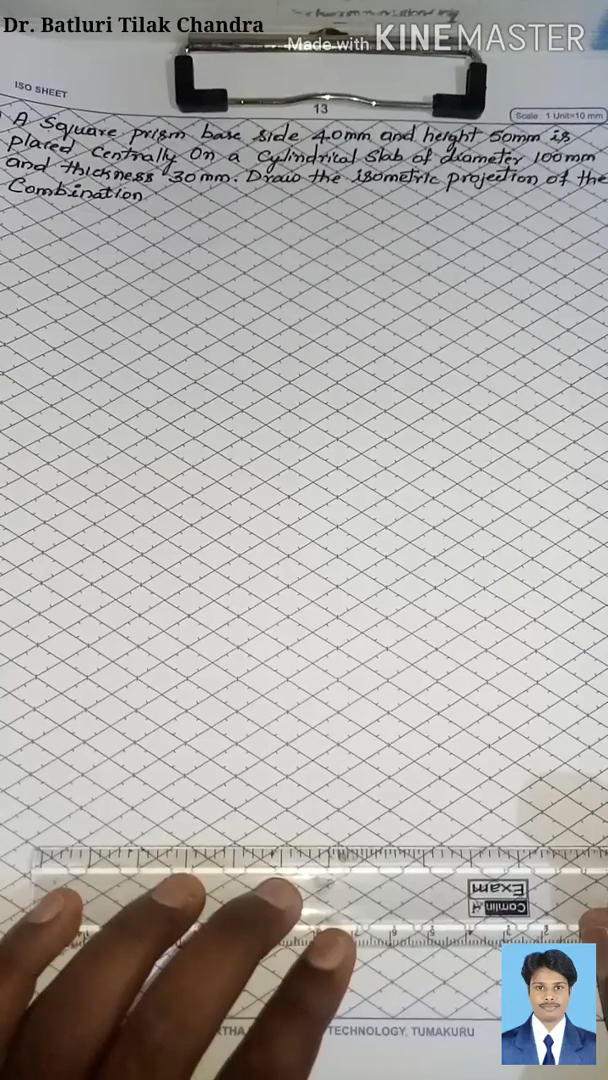 Dr. Batluri Tilak Chandra
Made with KINEMASTER
ISO SHEET
13
Scale : 1 Unit=10 mm
A Square prism base side 40mm and height 50mm is
placed Centrally On a Cylindrical Slab of diameter 100mm
and thickness 30mm. Draw the isometric projection of the
Combination
Camlin
Exam
TECHNOLOGY, TUMAKURU